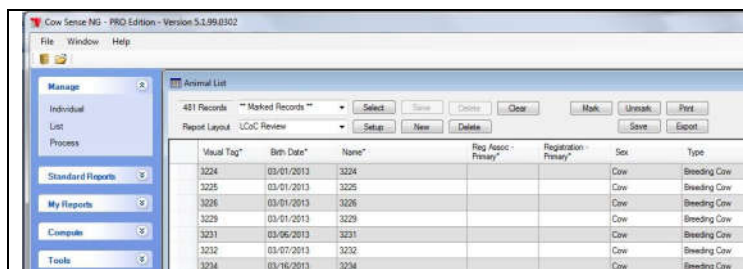 Cow Sense NG - PRO Edition - Version 5.1.99.0302
File Window Help
Manage
Individual
List
Process
Standard Reports
My Reports
Compute
Tools
Animal List
481 Records ** Marked Records ** Select Save Delete Clear Mark Unmark Print
Report Layout LCoC Review Setup New Delete Save Export
Visual Tag* Birth Date* Name* Reg Assoc - Primary* Registration - Primary* Sex Type
3224 03/01/2013 3224 Cow Breeding Cow
3225 03/01/2013 3225 Cow Breeding Cow
3226 03/01/2013 3226 Cow Breeding Cow
3229 03/01/2013 3229 Cow Breeding Cow
3231 03/06/2013 3231 Cow Breeding Cow
3232 03/07/2013 3232 Cow Breeding Cow
3234 03/16/2013 3234 Cow Breeding Cow